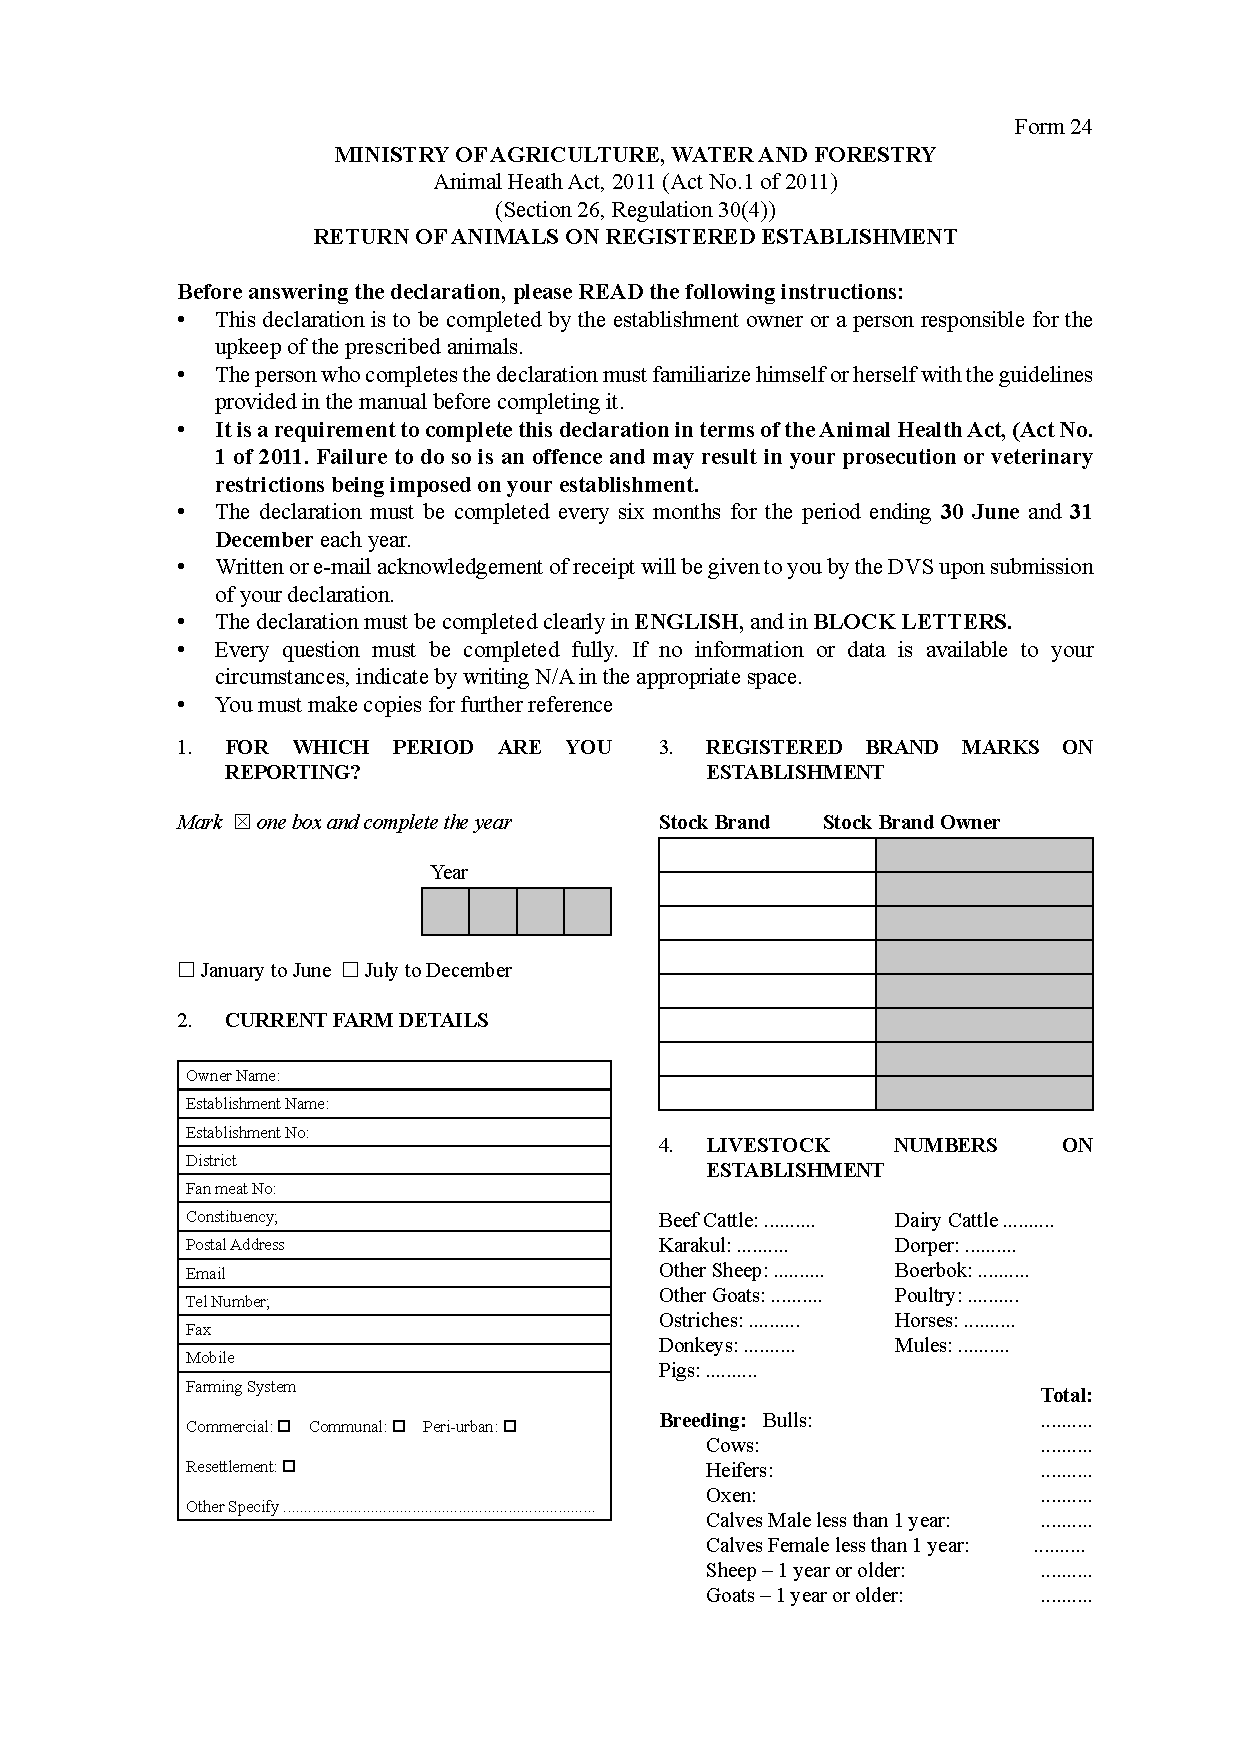 Form 24
MINISTRY OF AGRICULTURE, WATER AND FORESTRY
Animal Heath Act, 2011 (Act No.1 of 2011)
(Section 26, Regulation 30(4))
RETURN OF ANIMALS ON REGISTERED ESTABLISHMENT
Before answering the declaration, please READ the following instructions:
• This declaration is to be completed by the establishment owner or a person responsible for the
upkeep of the prescribed animals.
• The person who completes the declaration must familiarize himself or herself with the guidelines
provided in the manual before completing it.
• It is a requirement to complete this declaration in terms of the Animal Health Act, (Act No.
1 of 2011. Failure to do so is an offence and may result in your prosecution or veterinary
restrictions being imposed on your establishment.
• The declaration must be completed every six months for the period ending 30 June and 31
December each year.
• Written or e-mail acknowledgement of receipt will be given to you by the DVS upon submission
of your declaration.
• The declaration must be completed clearly in ENGLISH, and in BLOCK LETTERS.
• Every question must be completed fully. If no information or data is available to your
circumstances, indicate by writing N/A in the appropriate space.
• You must make copies for further reference
1. FOR WHICH PERIOD ARE YOU
REPORTING?
Mark ☒ one box and complete the year
Year
☐ January to June ☐ July to December
2. CURRENT FARM DETAILS
Owner Name:
Establishment Name:
Establishment No:
District
Fan meat No:
Constituency;
Postal Address
Email
Tel Number;
Fax
Mobile
Farming System
Commercial: ☐ Communal: ☐ Peri-urban: ☐
Resettlement: ☐
Other Specify ...........................................................................
3. REGISTERED BRAND MARKS ON
ESTABLISHMENT
Stock Brand Stock Brand Owner
4. LIVESTOCK NUMBERS ON
ESTABLISHMENT
Beef Cattle: .......... Dairy Cattle ..........
Karakul: .......... Dorper: ..........
Other Sheep: .......... Boerbok: ..........
Other Goats: .......... Poultry: ..........
Ostriches: .......... Horses: ..........
Donkeys: .......... Mules: ..........
Pigs: ..........
Total:
Breeding: Bulls: ..........
Cows: ..........
Heifers: ..........
Oxen: ..........
Calves Male less than 1 year: ..........
Calves Female less than 1 year: ..........
Sheep – 1 year or older: ..........
Goats – 1 year or older: ..........